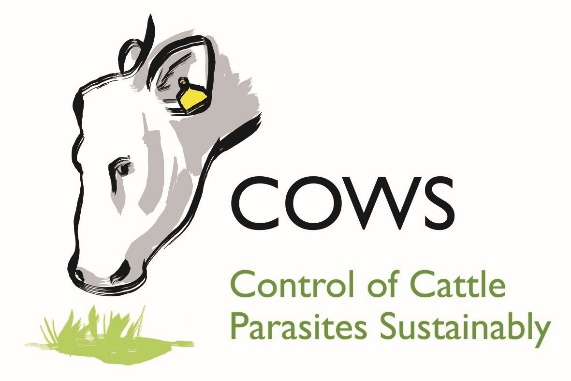 COWS
Control of Cattle
Parasites Sustainably